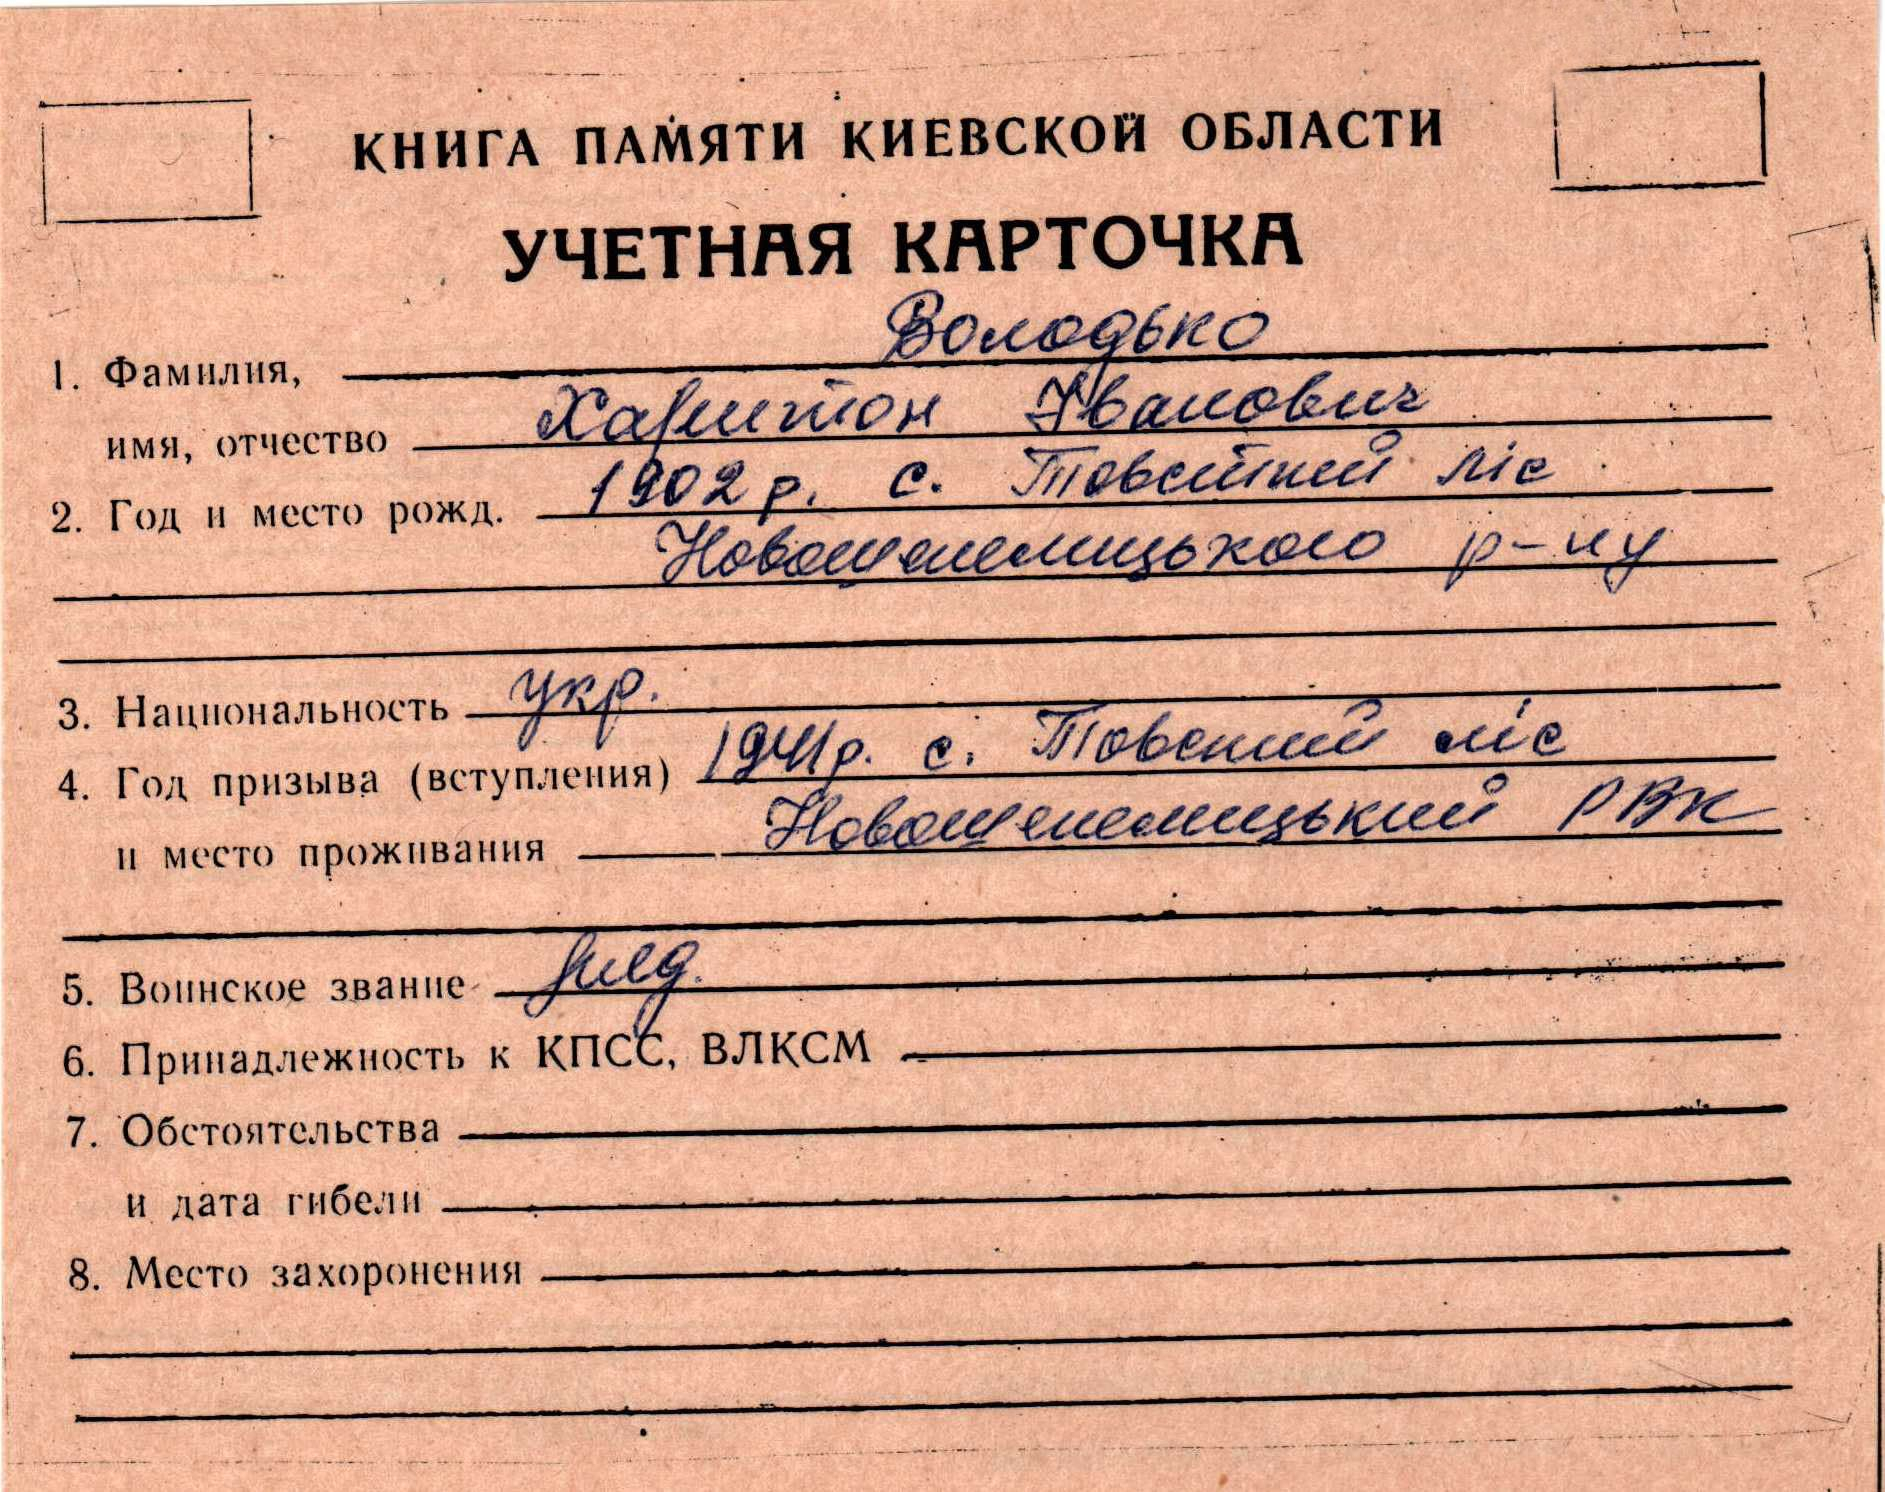 КНИГА ПАМЯТИ КИЕВСКОЙ ОБЛАСТИ
УЧЕТНАЯ КАРТОЧКА
1. Фамилия, Володько
имя, отчество Харитон Іванович
2. Год и место рожд. 1902 р. с. Товстий ліс
Новошепелицького р-ну
3. Национальность укр.
4. Год призыва (вступления) 1941 р. с. Товстий ліс
и место проживания Новошепелицький РВК
5. Воинское звание ряд.
6. Принадлежность к КПСС, ВЛКСМ
7. Обстоятельства
и дата гибели
8. Место захоронения